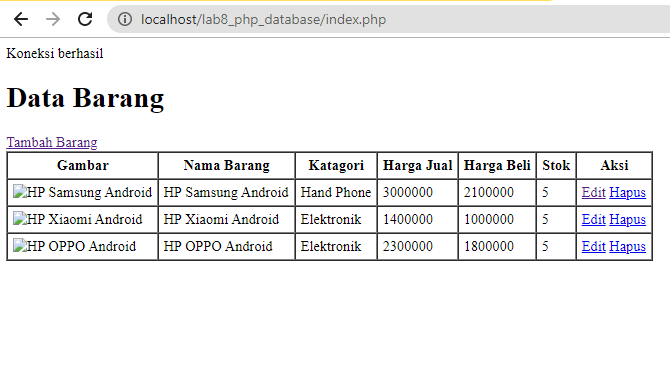 localhost/lab8_php_database/index.php
Koneksi berhasil
Data Barang
Tambah Barang
Gambar Nama Barang Katagori Harga Jual Harga Beli Stok Aksi
HP Samsung Android HP Samsung Android Hand Phone 3000000 2100000 5 Edit Hapus
HP Xiaomi Android HP Xiaomi Android Elektronik 1400000 1000000 5 Edit Hapus
HP OPPO Android HP OPPO Android Elektronik 2300000 1800000 5 Edit Hapus